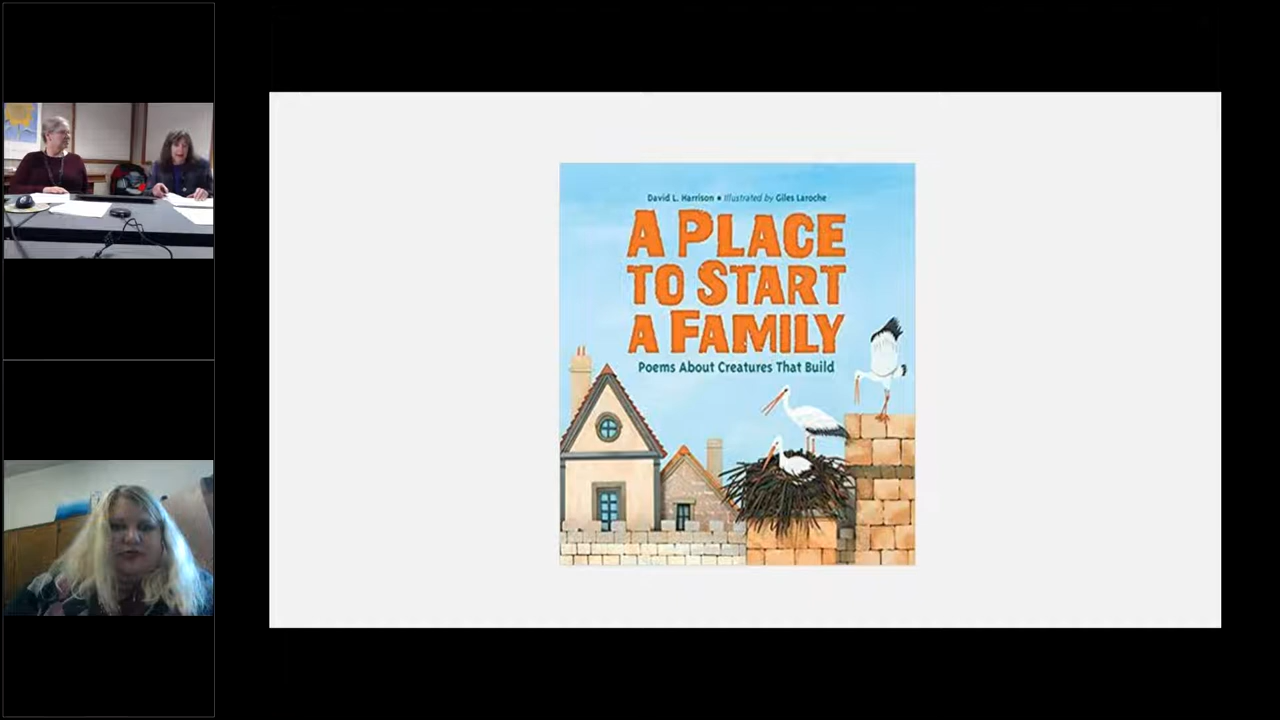 David L. Harrison ▪ Illustrated by Giles Laroche
A PLACE
TO START
A FAMILY
Poems About Creatures That Build